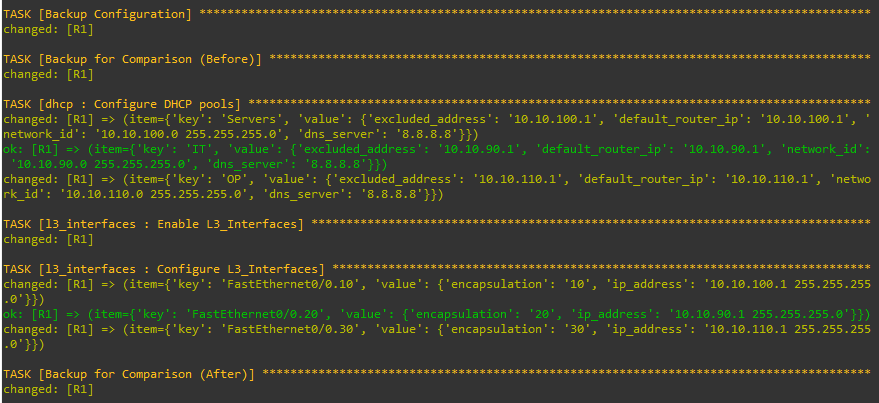 TASK [Backup Configuration] ************************************************************************************************
changed: [R1]
TASK [Backup for Comparison (Before)] **************************************************************************************
changed: [R1]
TASK [dhcp : Configure DHCP pools] *****************************************************************************************
changed: [R1] => (item={'key': 'Servers', 'value': {'excluded_address': '10.10.100.1', 'default_router_ip': '10.10.100.1', '
network_id': '10.10.100.0 255.255.255.0', 'dns_server': '8.8.8.8'}})
ok: [R1] => (item={'key': 'IT', 'value': {'excluded_address': '10.10.90.1', 'default_router_ip': '10.10.90.1', 'network_id':
 '10.10.90.0 255.255.255.0', 'dns_server': '8.8.8.8'}})
changed: [R1] => (item={'key': 'OP', 'value': {'excluded_address': '10.10.110.1', 'default_router_ip': '10.10.110.1', 'netwo
rk_id': '10.10.110.0 255.255.255.0', 'dns_server': '8.8.8.8'}})
TASK [l3_interfaces : Enable L3_Interfaces] ********************************************************************************
changed: [R1]
TASK [l3_interfaces : Configure L3_Interfaces] *****************************************************************************
changed: [R1] => (item={'key': 'FastEthernet0/0.10', 'value': {'encapsulation': '10', 'ip_address': '10.10.100.1 255.255.255
.0'}})
ok: [R1] => (item={'key': 'FastEthernet0/0.20', 'value': {'encapsulation': '20', 'ip_address': '10.10.90.1 255.255.255.0'}})
changed: [R1] => (item={'key': 'FastEthernet0/0.30', 'value': {'encapsulation': '30', 'ip_address': '10.10.110.1 255.255.255
.0'}})
TASK [Backup for Comparison (After)] ***************************************************************************************
changed: [R1]